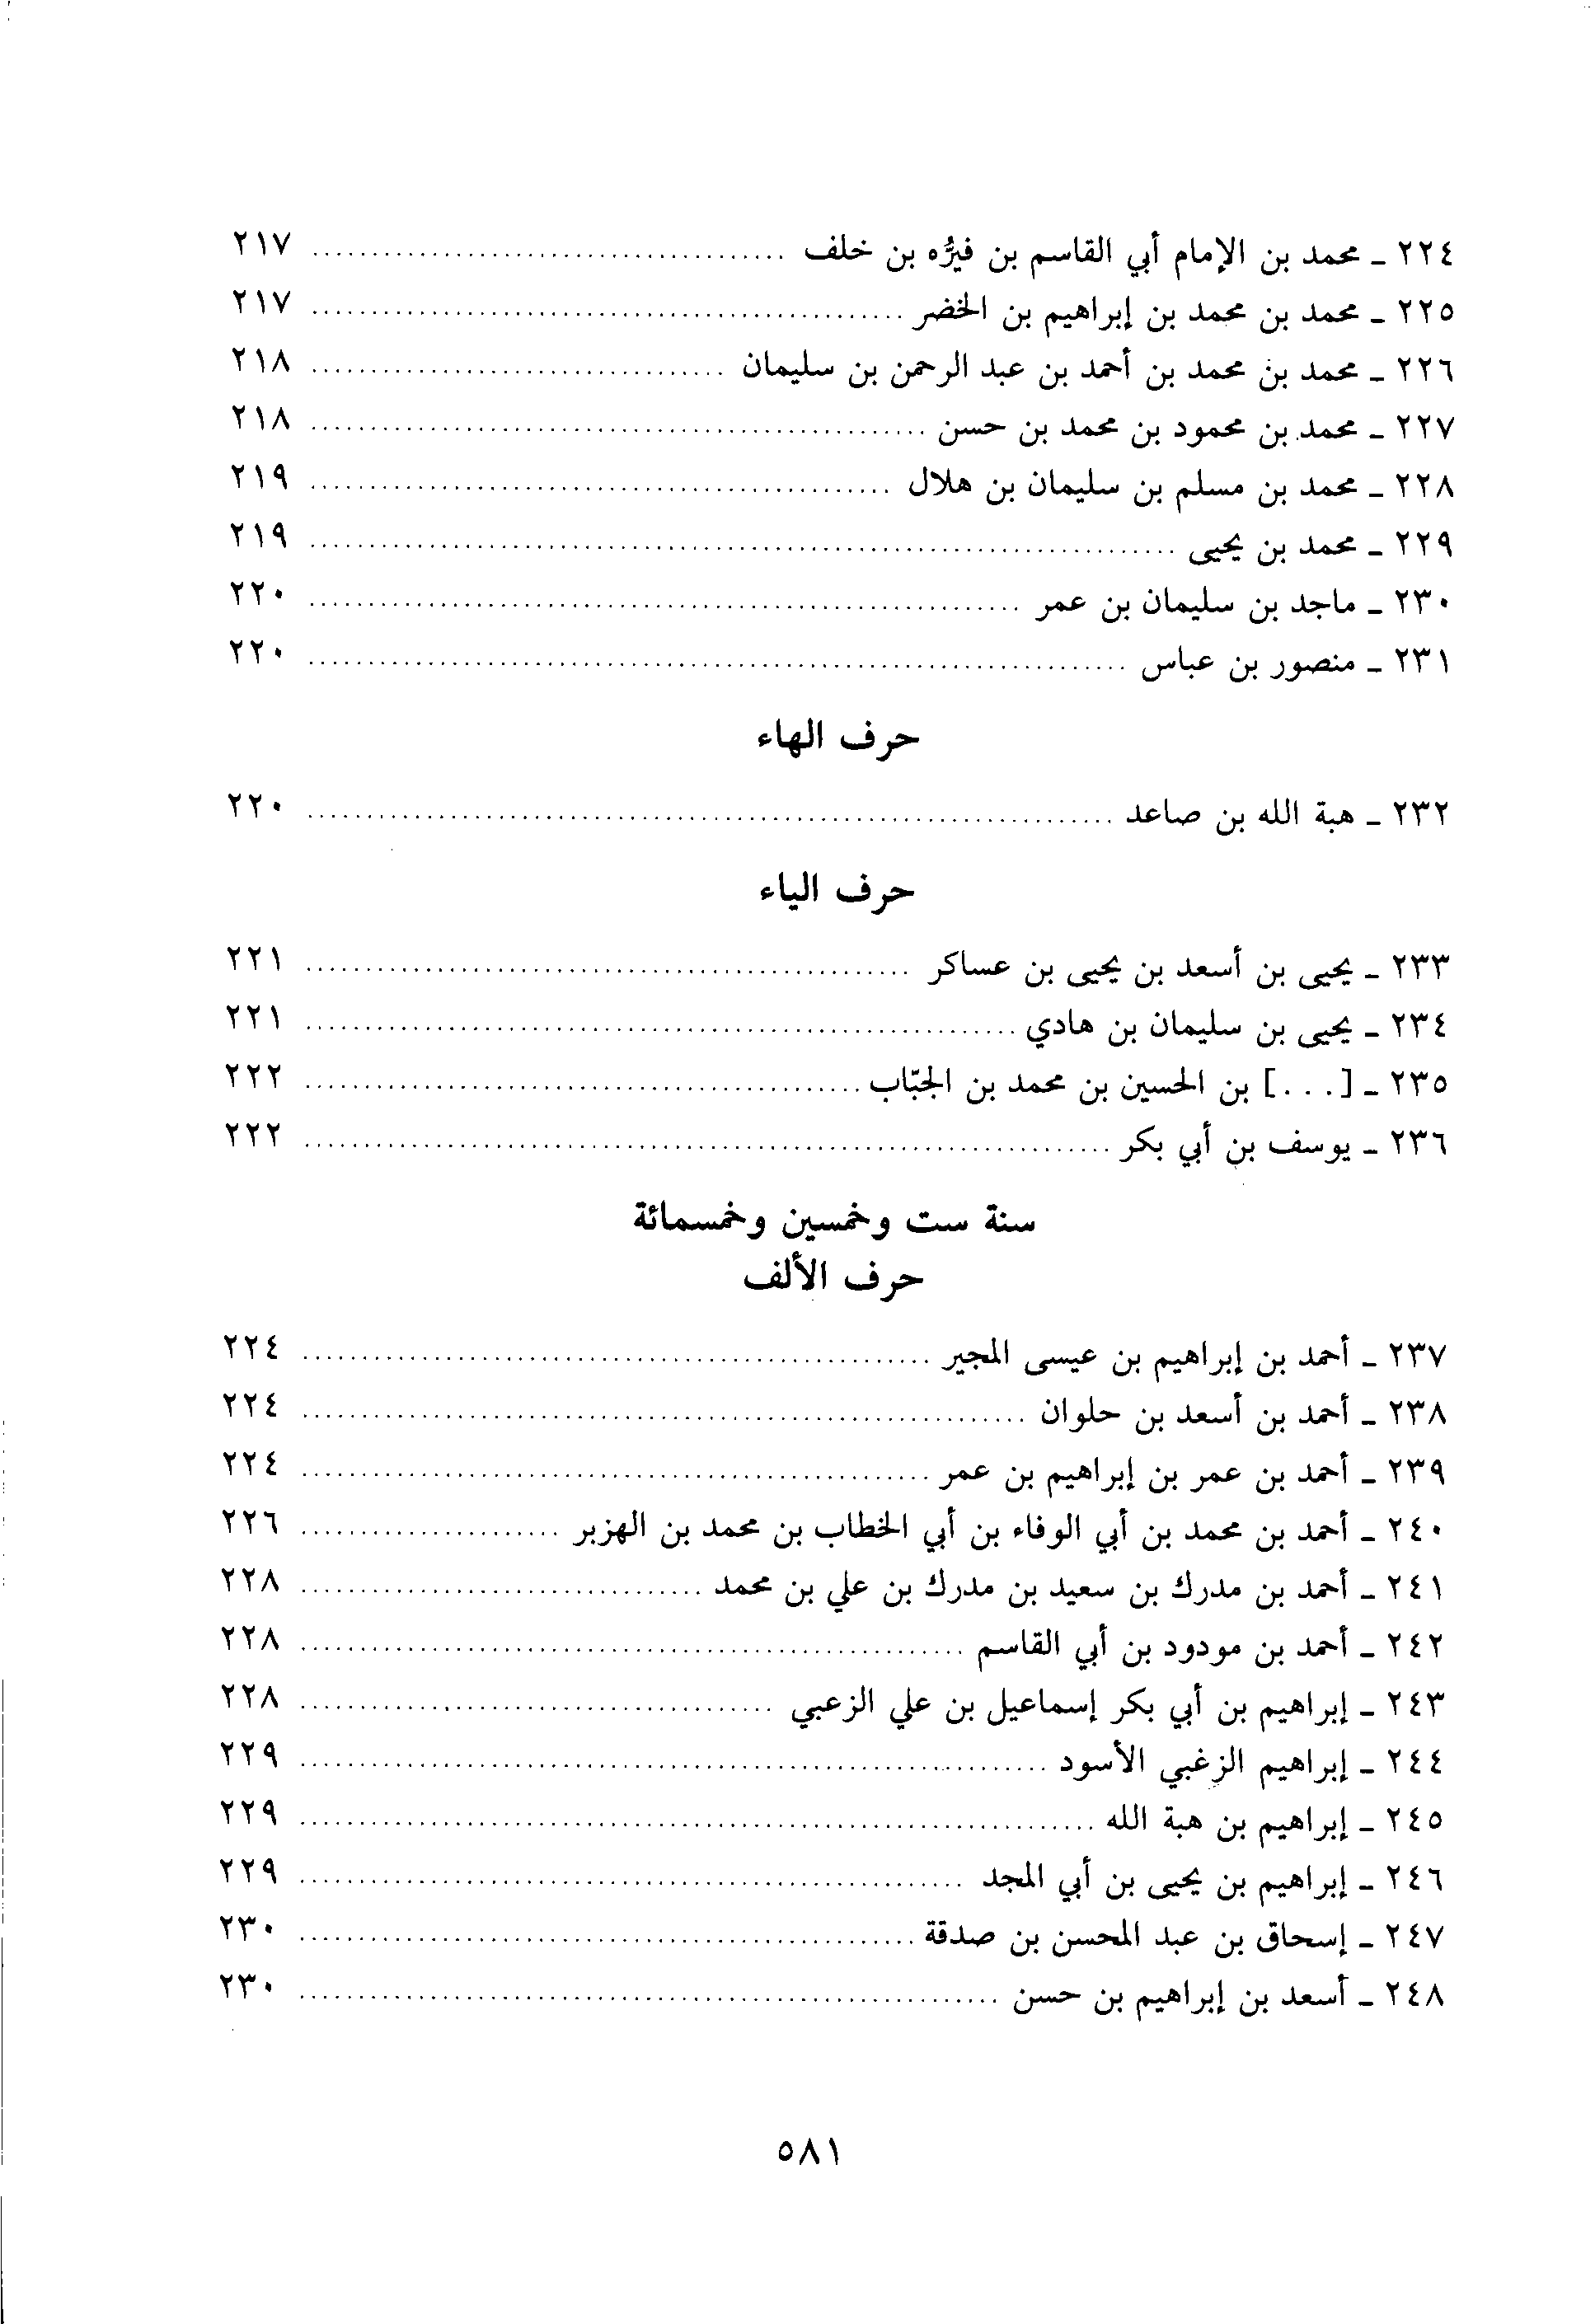 ٢٢٤ - محمد بن الإمام أبي القاسم بن فيرُّه بن خلف ........ ٢١٧
٢٢٥ - محمد بن محمد بن إبراهيم بن الخضر ........ ٢١٧
٢٢٦ - محمد بن محمد بن أحمد بن عبد الرحمن بن سليمان ........ ٢١٨
٢٢٧ - محمد بن محمود بن محمد بن حسن ........ ٢١٨
٢٢٨ - محمد بن مسلم بن سليمان بن هلال ........ ٢١٩
٢٢٩ - محمد بن يحيى ........ ٢١٩
٢٣٠ - ماجد بن سليمان بن عمر ........ ٢٢٠
٢٣١ - منصور بن عباس ........ ٢٢٠
حرف الهاء
٢٣٢ - هبة الله بن صاعد ........ ٢٢٠
حرف الياء
٢٣٣ - يحيى بن أسعد بن يحيى بن عساكر ........ ٢٢١
٢٣٤ - يحيى بن سليمان بن هادي ........ ٢٢١
٢٣٥ - [...] بن الحسين بن محمد بن الجبّاب ........ ٢٢٢
٢٣٦ - يوسف بن أبي بكر ........ ٢٢٢
سنة ست وخمسين وخمسمائة
حرف الألف
٢٣٧ - أحمد بن إبراهيم بن عيسى المجير ........ ٢٢٤
٢٣٨ - أحمد بن أسعد بن حلوان ........ ٢٢٤
٢٣٩ - أحمد بن عمر بن إبراهيم بن عمر ........ ٢٢٤
٢٤٠ - أحمد بن محمد بن أبي الوفاء بن أبي الخطاب بن محمد بن الهزبر ........ ٢٢٦
٢٤١ - أحمد بن مدرك بن سعيد بن مدرك بن علي بن محمد ........ ٢٢٨
٢٤٢ - أحمد بن مودود بن أبي القاسم ........ ٢٢٨
٢٤٣ - إبراهيم بن أبي بكر إسماعيل بن علي الزعبي ........ ٢٢٨
٢٤٤ - إبراهيم الزغبي الأسود ........ ٢٢٩
٢٤٥ - إبراهيم بن هبة الله ........ ٢٢٩
٢٤٦ - إبراهيم بن يحيى بن أبي المجد ........ ٢٢٩
٢٤٧ - إسحاق بن عبد المحسن بن صدقة ........ ٢٣٠
٢٤٨ - أسعد بن إبراهيم بن حسن ........ ٢٣٠
٥٨١